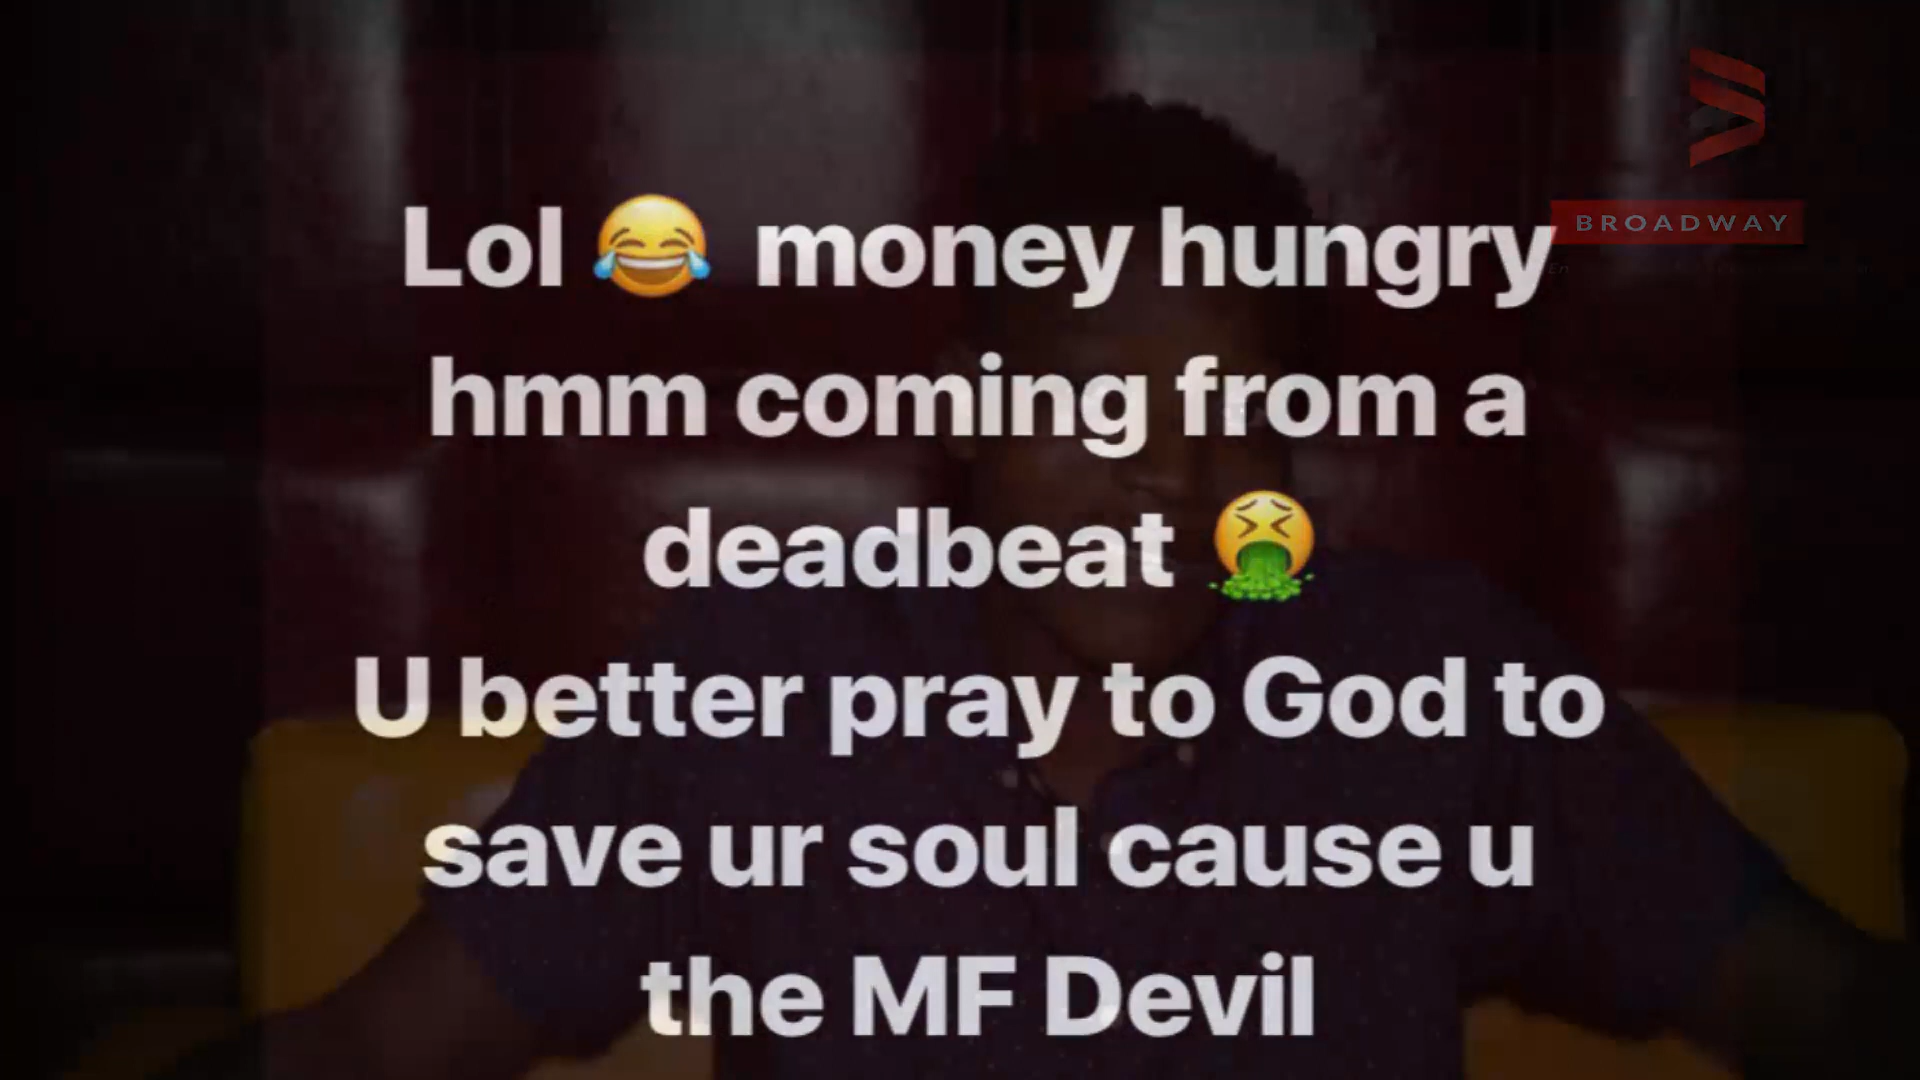 BROADWAY
Lol 😂 money hungry
hmm coming from a
deadbeat 🤮
U better pray to God to
save ur soul cause u
the MF Devil